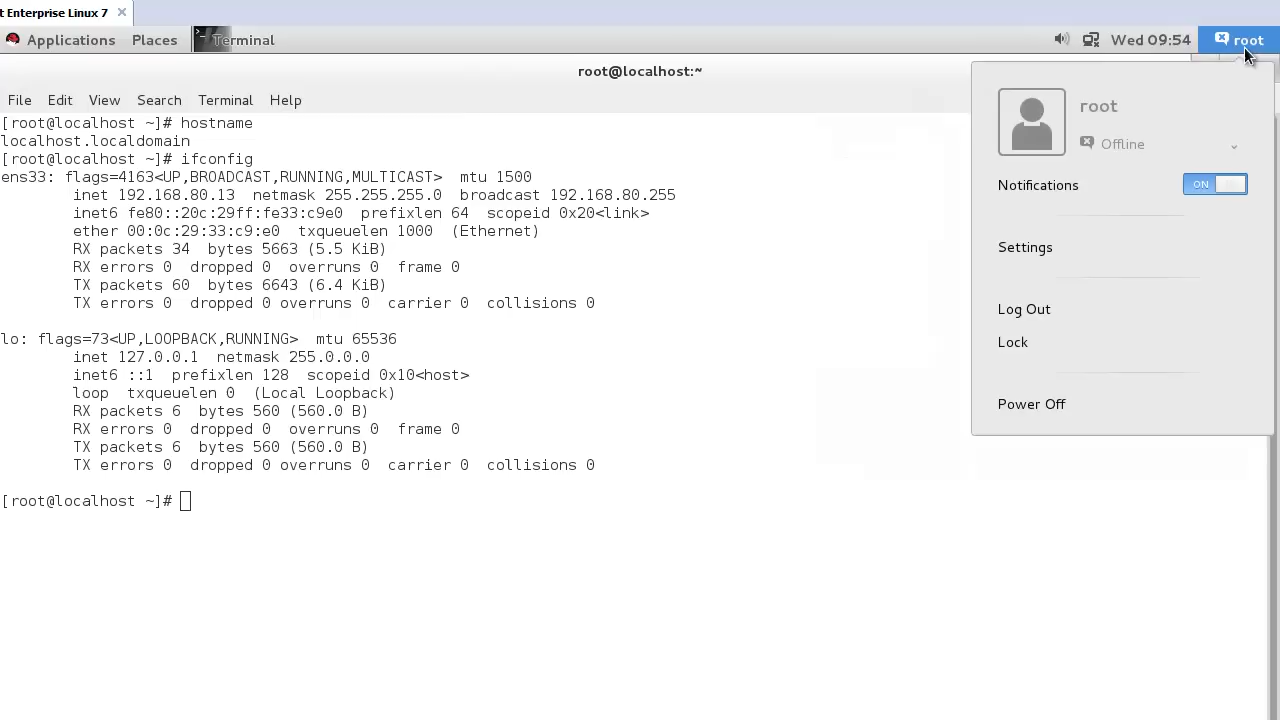 t Enterprise Linux 7
Applications Places Terminal Wed 09:54 root
root@localhost:~
File Edit View Search Terminal Help
[root@localhost ~]# hostname
localhost.localdomain
[root@localhost ~]# ifconfig
ens33: flags=4163<UP,BROADCAST,RUNNING,MULTICAST>  mtu 1500
        inet 192.168.80.13  netmask 255.255.255.0  broadcast 192.168.80.255
        inet6 fe80::20c:29ff:fe33:c9e0  prefixlen 64  scopeid 0x20<link>
        ether 00:0c:29:33:c9:e0  txqueuelen 1000  (Ethernet)
        RX packets 34  bytes 5663 (5.5 KiB)
        RX errors 0  dropped 0  overruns 0  frame 0
        TX packets 60  bytes 6643 (6.4 KiB)
        TX errors 0  dropped 0 overruns 0  carrier 0  collisions 0
lo: flags=73<UP,LOOPBACK,RUNNING>  mtu 65536
        inet 127.0.0.1  netmask 255.0.0.0
        inet6 ::1  prefixlen 128  scopeid 0x10<host>
        loop  txqueuelen 0  (Local Loopback)
        RX packets 6  bytes 560 (560.0 B)
        RX errors 0  dropped 0  overruns 0  frame 0
        TX packets 6  bytes 560 (560.0 B)
        TX errors 0  dropped 0 overruns 0  carrier 0  collisions 0
[root@localhost ~]#
root
Offline
Notifications ON
Settings
Log Out
Lock
Power Off